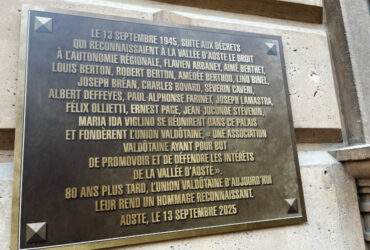 LE 13 SEPTEMBRE 1945, SUITE AUX DÉCRETS
QUI RECONNAISSAIENT À LA VALLÉE D'AOSTE LE DROIT
À L'AUTONOMIE RÉGIONALE, FLAVIEN ARBANEY, AIMÉ BERTHET,
LOUIS BERTON, ROBERT BERTON, AMÉDÉE BERTHOD, LINO BINEL,
JOSEPH BRÉAN, CHARLES BOVARD, SÉVERIN CAVERI,
ALBERT DEFFEYES, PAUL-ALPHONSE FARINET, JOSEPH LAMASTRA,
FÉLIX OLLIETTI, ERNEST PAGE, JEAN-JOCONDE STÉVENIN,
MARIA IDA VIGLINO SE RÉUNIRENT DANS CE PALAIS
ET FONDÈRENT L'UNION VALDÔTAINE, « UNE ASSOCIATION
VALDÔTAINE AYANT POUR BUT
DE PROMOVOIR ET DE DÉFENDRE LES INTÉRÊTS
DE LA VALLÉE D'AOSTE ».
80 ANS PLUS TARD, L'UNION VALDÔTAINE D'AUJOURD'HUI
LEUR REND UN HOMMAGE RECONNAISSANT.
AOSTE, LE 13 SEPTEMBRE 2025